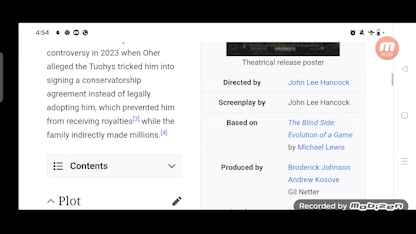 4:54
controversy in 2023 when Oher
alleged the Tuohys tricked him into
signing a conservatorship
agreement instead of legally
adopting him, which prevented him
from receiving royalties[3] while the
family indirectly made millions.[4]
Contents
Plot
Theatrical release poster
Directed by John Lee Hancock
Screenplay by John Lee Hancock
Based on The Blind Side:
Evolution of a Game
by Michael Lewis
Produced by Broderick Johnson
Andrew Kosove
Gil Netter
Recorded by Mobizen